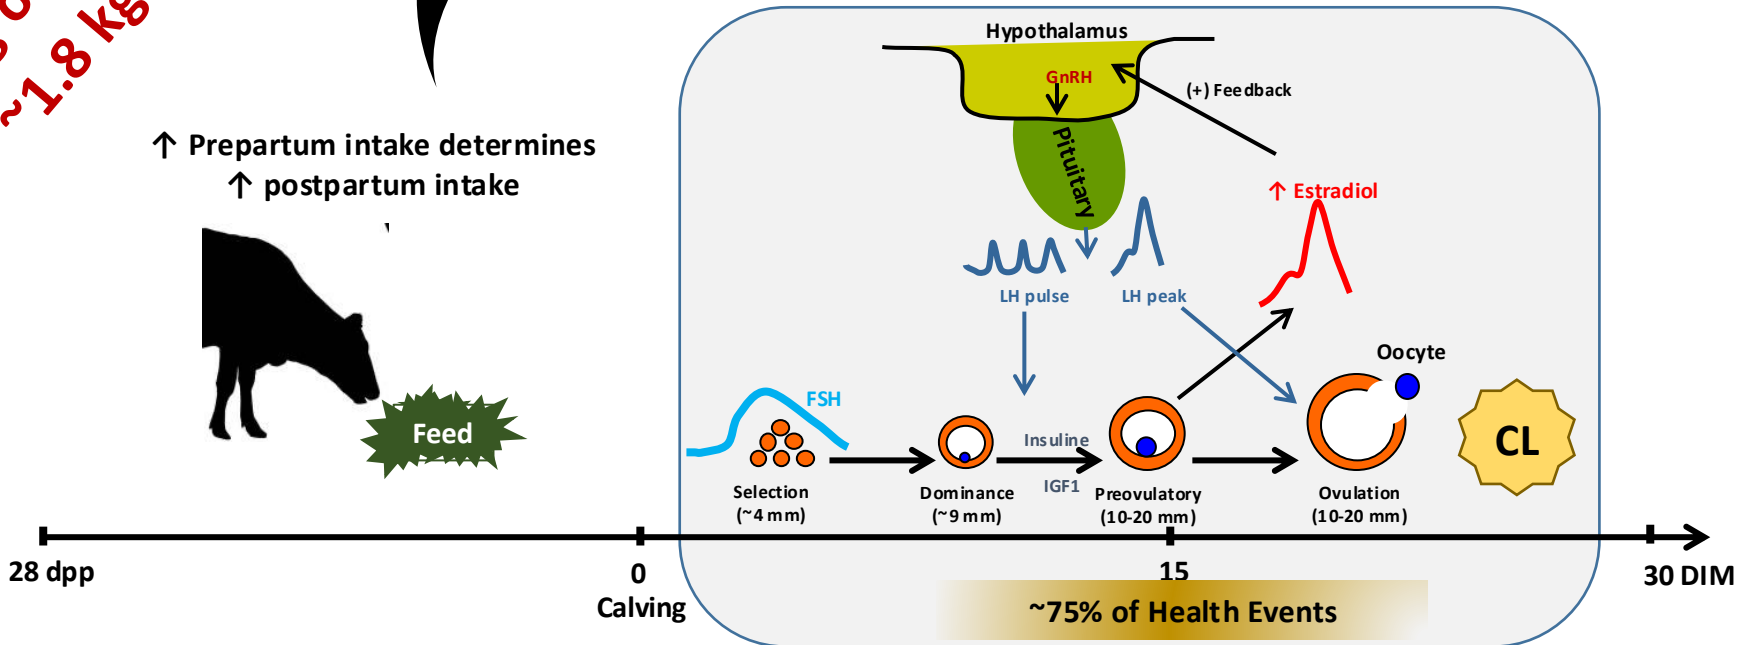 ~1.8 kg
↑ Prepartum intake determines
↑ postpartum intake
Feed
Hypothalamus
GnRH
(+) Feedback
Pituitary
↑ Estradiol
LH pulse
LH peak
Oocyte
FSH
Insuline
IGF1
CL
Selection
(~4 mm)
Dominance
(~9 mm)
Preovulatory
(10-20 mm)
Ovulation
(10-20 mm)
28 dpp
0
Calving
15
30 DIM
~75% of Health Events